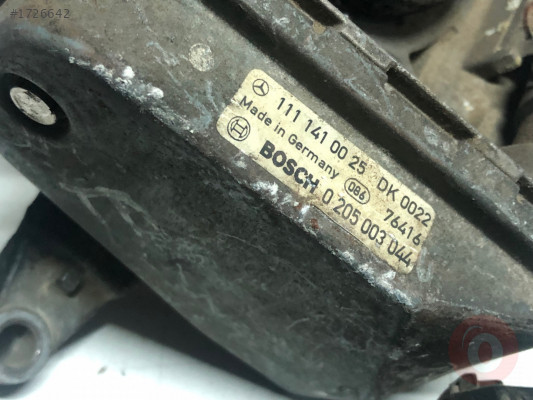 #1726642
111 141 00 25 DK 0022
Made in Germany 086 76416
BOSCH 0 205 003 044